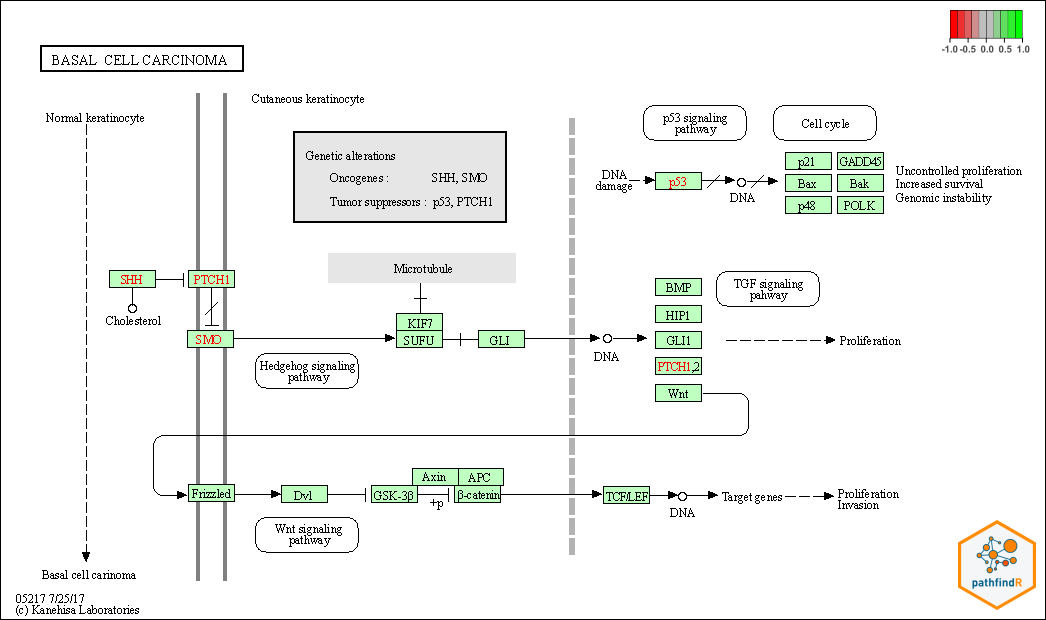 -1.0 -0.5 0.0 0.5 1.0
BASAL CELL CARCINOMA
Cutaneous keratinocyte
Normal keratinocyte
p53 signaling
pathway
Cell cycle
Genetic alterations
Oncogenes : SHH, SMO
Tumor suppressors : p53, PTCH1
DNA
damage
p53
DNA
p21 GADD45
Bax Bak
p48 POLK
Uncontrolled proliferation
Increased survival
Genomic instability
Microtubule
SHH
PTCH1
Cholesterol
SMO
KIF7
SUFU
GLI
DNA
BMP
HIP1
GLI1
PTCH1,2
Wnt
TGF signaling
pahway
Proliferation
Hedgehog signaling
pathway
Frizzled
Dvl
GSK-3β
Axin
APC
β-catenin
+p
TCF/LEF
DNA
Target genes
Proliferation
Invasion
Wnt signaling
pathway
Basal cell carinoma
05217 7/25/17
(c) Kanehisa Laboratories
pathfindR